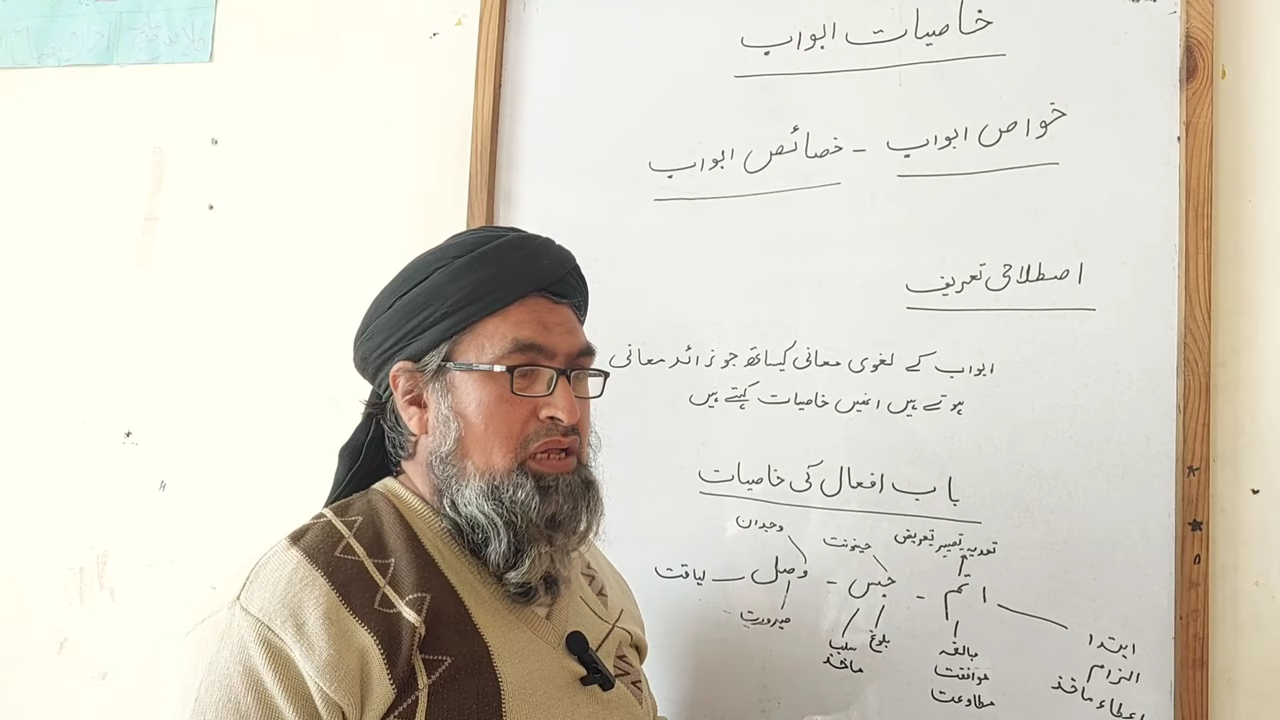 خاصیات ابواب
خواص ابواب - خصائص ابواب
اصطلاحی تعریف
ابواب کے لغوی معانی کیساتھ جو زائد معانی
ہوتے ہیں انہیں خاصیات کہتے ہیں
باب افعال کی خاصیات
تعدیہ تصییر تعریض
حینونت
وجدان
اتم - حبس - وصل - لیاقت
ابتدا
الزام
اعطاء ماخذ
مبالغہ
موافقت
مطاوعت
بلوغ
سلب
ماخذ
صیرورت